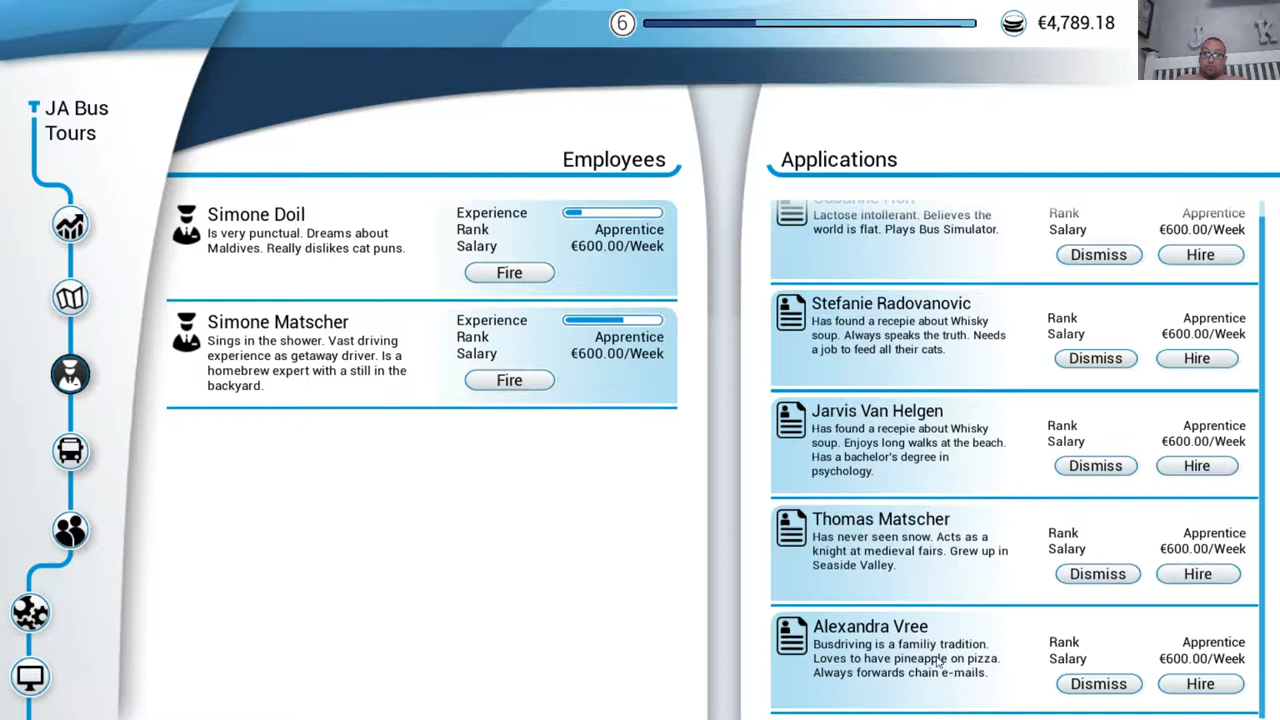 6
€4,789.18
JA Bus
Tours
Employees
Simone Doil
Is very punctual. Dreams about
Maldives. Really dislikes cat puns.
Experience
Rank Apprentice
Salary €600.00/Week
Fire
Simone Matscher
Sings in the shower. Vast driving
experience as getaway driver. Is a
homebrew expert with a still in the
backyard.
Experience
Rank Apprentice
Salary €600.00/Week
Fire
Applications
Lactose intollerant. Believes the
world is flat. Plays Bus Simulator.
Rank Apprentice
Salary €600.00/Week
Dismiss Hire
Stefanie Radovanovic
Has found a recepie about Whisky
soup. Always speaks the truth. Needs
a job to feed all their cats.
Rank Apprentice
Salary €600.00/Week
Dismiss Hire
Jarvis Van Helgen
Has found a recepie about Whisky
soup. Enjoys long walks at the beach.
Has a bachelor's degree in
psychology.
Rank Apprentice
Salary €600.00/Week
Dismiss Hire
Thomas Matscher
Has never seen snow. Acts as a
knight at medieval fairs. Grew up in
Seaside Valley.
Rank Apprentice
Salary €600.00/Week
Dismiss Hire
Alexandra Vree
Busdriving is a familiy tradition.
Loves to have pineapple on pizza.
Always forwards chain e-mails.
Rank Apprentice
Salary €600.00/Week
Dismiss Hire